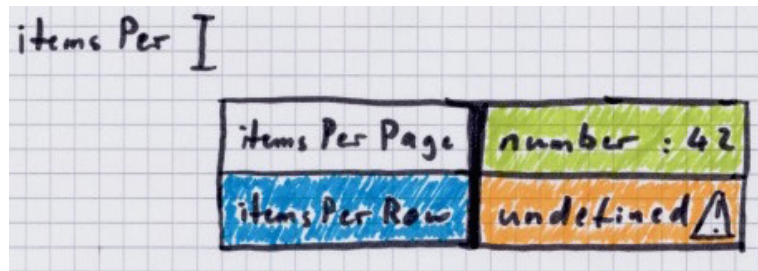 items Per
items Per Page number : 42
items Per Row undefined